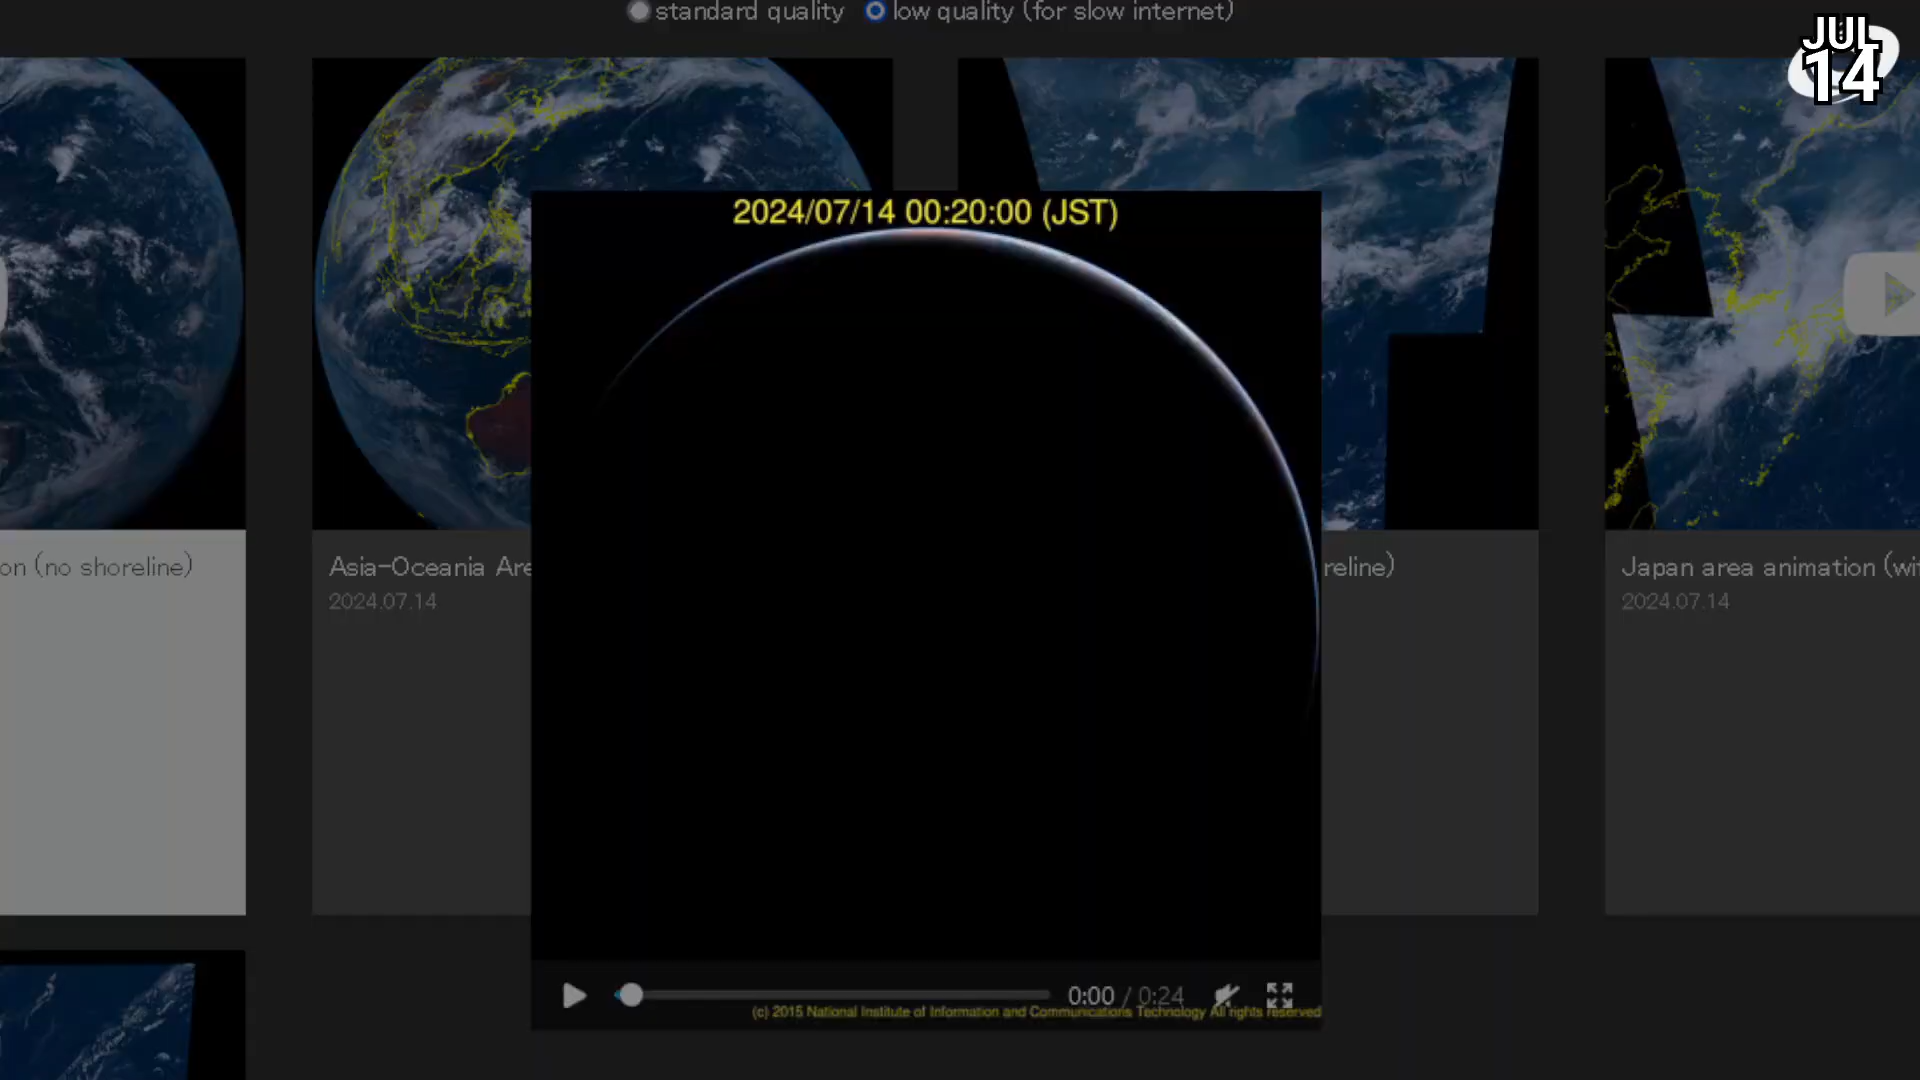 standard quality low quality (for slow internet)
JUL
14
2024/07/14 00:20:00 (JST)
on (no shoreline)
Asia-Oceania Are
reline)
Japan area animation (wit
2024.07.14
2024.07.14
0:00 / 0:24
(c) 2015 National Institute of Information and Communications Technology All rights reserved